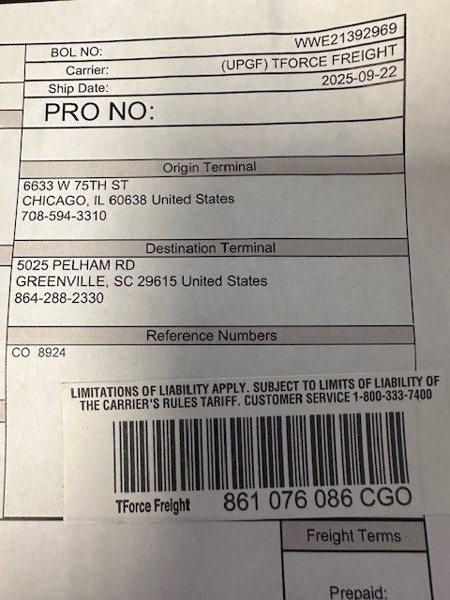 BOL NO: WWE21392969
Carrier: (UPGF) TFORCE FREIGHT
Ship Date: 2025-09-22
PRO NO:
Origin Terminal
6633 W 75TH ST
CHICAGO, IL 60638 United States
708-594-3310
Destination Terminal
5025 PELHAM RD
GREENVILLE, SC 29615 United States
864-288-2330
Reference Numbers
CO 8924
LIMITATIONS OF LIABILITY APPLY. SUBJECT TO LIMITS OF LIABILITY OF
THE CARRIER'S RULES TARIFF. CUSTOMER SERVICE 1-800-333-7400
TForce Freight 861 076 086 CGO
Freight Terms
Prepaid: